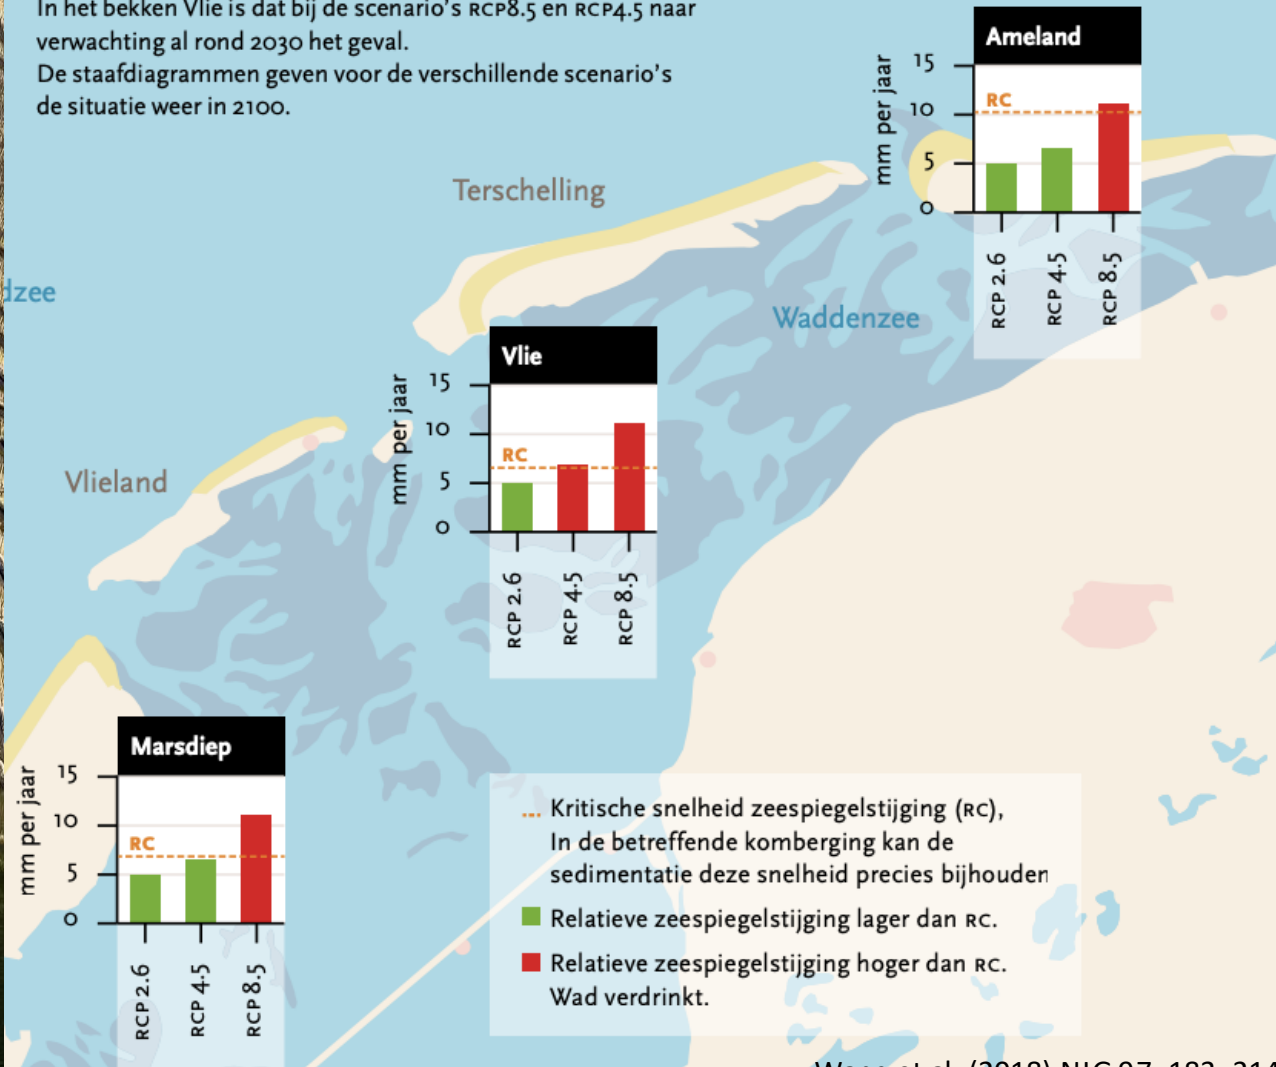 In het bekken Vlie is dat bij de scenario's RCP8.5 en RCP4.5 naar
verwachting al rond 2030 het geval.
De staafdiagrammen geven voor de verschillende scenario's
de situatie weer in 2100.
Ameland
mm per jaar
15
10
5
0
RC
RCP 2.6
RCP 4.5
RCP 8.5
Terschelling
dzee
Waddenzee
Vlie
mm per jaar
15
10
5
0
RC
RCP 2.6
RCP 4.5
RCP 8.5
Vlieland
Marsdiep
mm per jaar
15
10
5
0
RC
RCP 2.6
RCP 4.5
RCP 8.5
Kritische snelheid zeespiegelstijging (RC),
In de betreffende komberging kan de
sedimentatie deze snelheid precies bijhouden
Relatieve zeespiegelstijging lager dan RC.
Relatieve zeespiegelstijging hoger dan RC.
Wad verdrinkt.
et al. (2018) NJG 97